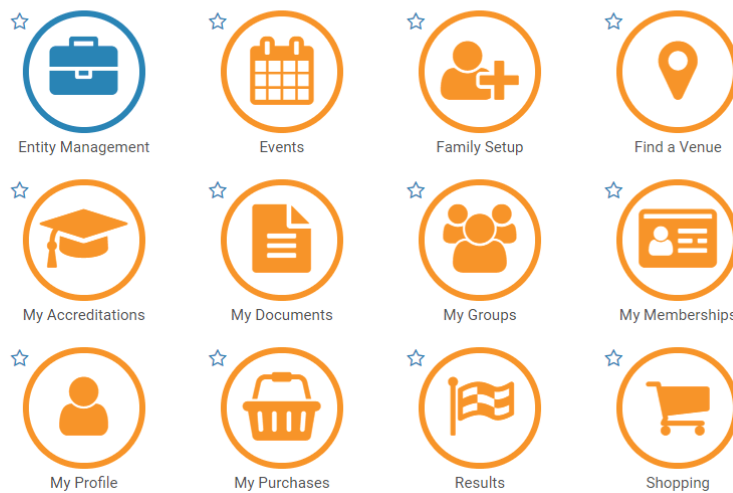 Entity Management
Events
Family Setup
Find a Venue
My Accreditations
My Documents
My Groups
My Memberships
My Profile
My Purchases
Results
Shopping